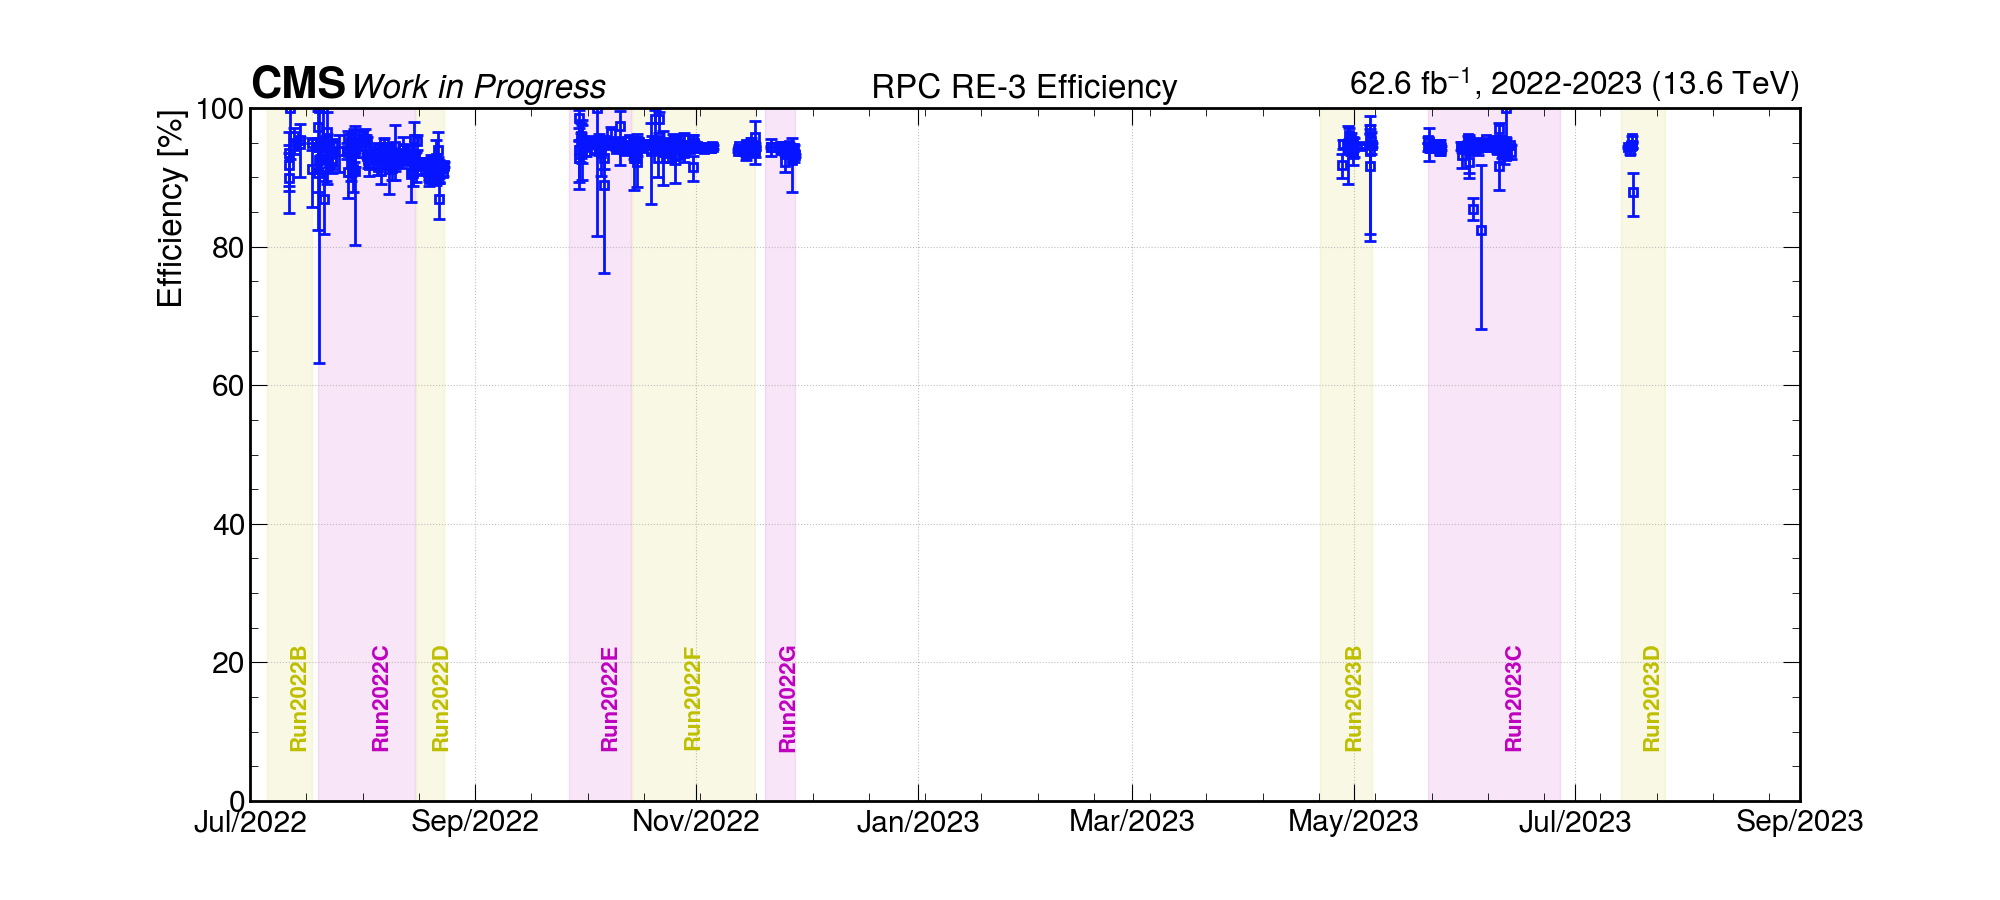 CMS Work in Progress RPC RE-3 Efficiency 62.6 fb⁻¹, 2022-2023 (13.6 TeV)
Efficiency [%]
100
80
60
40
20
0
Run2022B Run2022C Run2022D Run2022E Run2022F Run2022G Run2023B Run2023C Run2023D
Jul/2022 Sep/2022 Nov/2022 Jan/2023 Mar/2023 May/2023 Jul/2023 Sep/2023